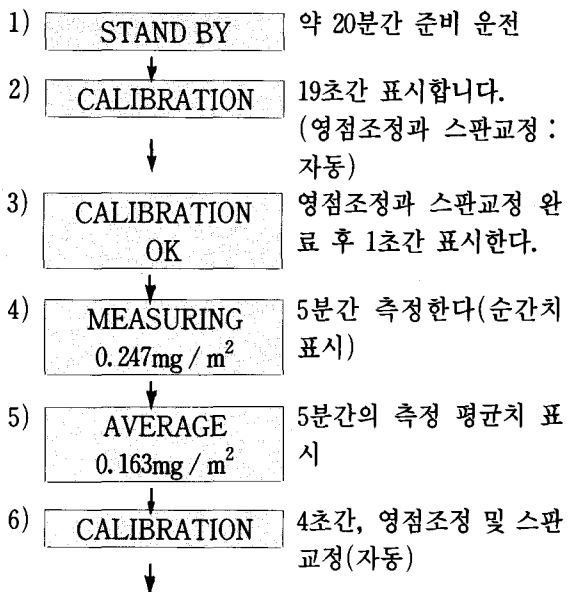 1) STAND BY 약 20분간 준비 운전
2) CALIBRATION 19초간 표시합니다.
(영점조정과 스판교정 :
자동)
3) CALIBRATION 영점조정과 스판교정 완
OK 료 후 1초간 표시한다.
4) MEASURING 5분간 측정한다(순간치
0.247mg / m² 표시)
5) AVERAGE 5분간의 측정 평균치 표
0.163mg / m² 시
6) CALIBRATION 4초간, 영점조정 및 스판
교정(자동)